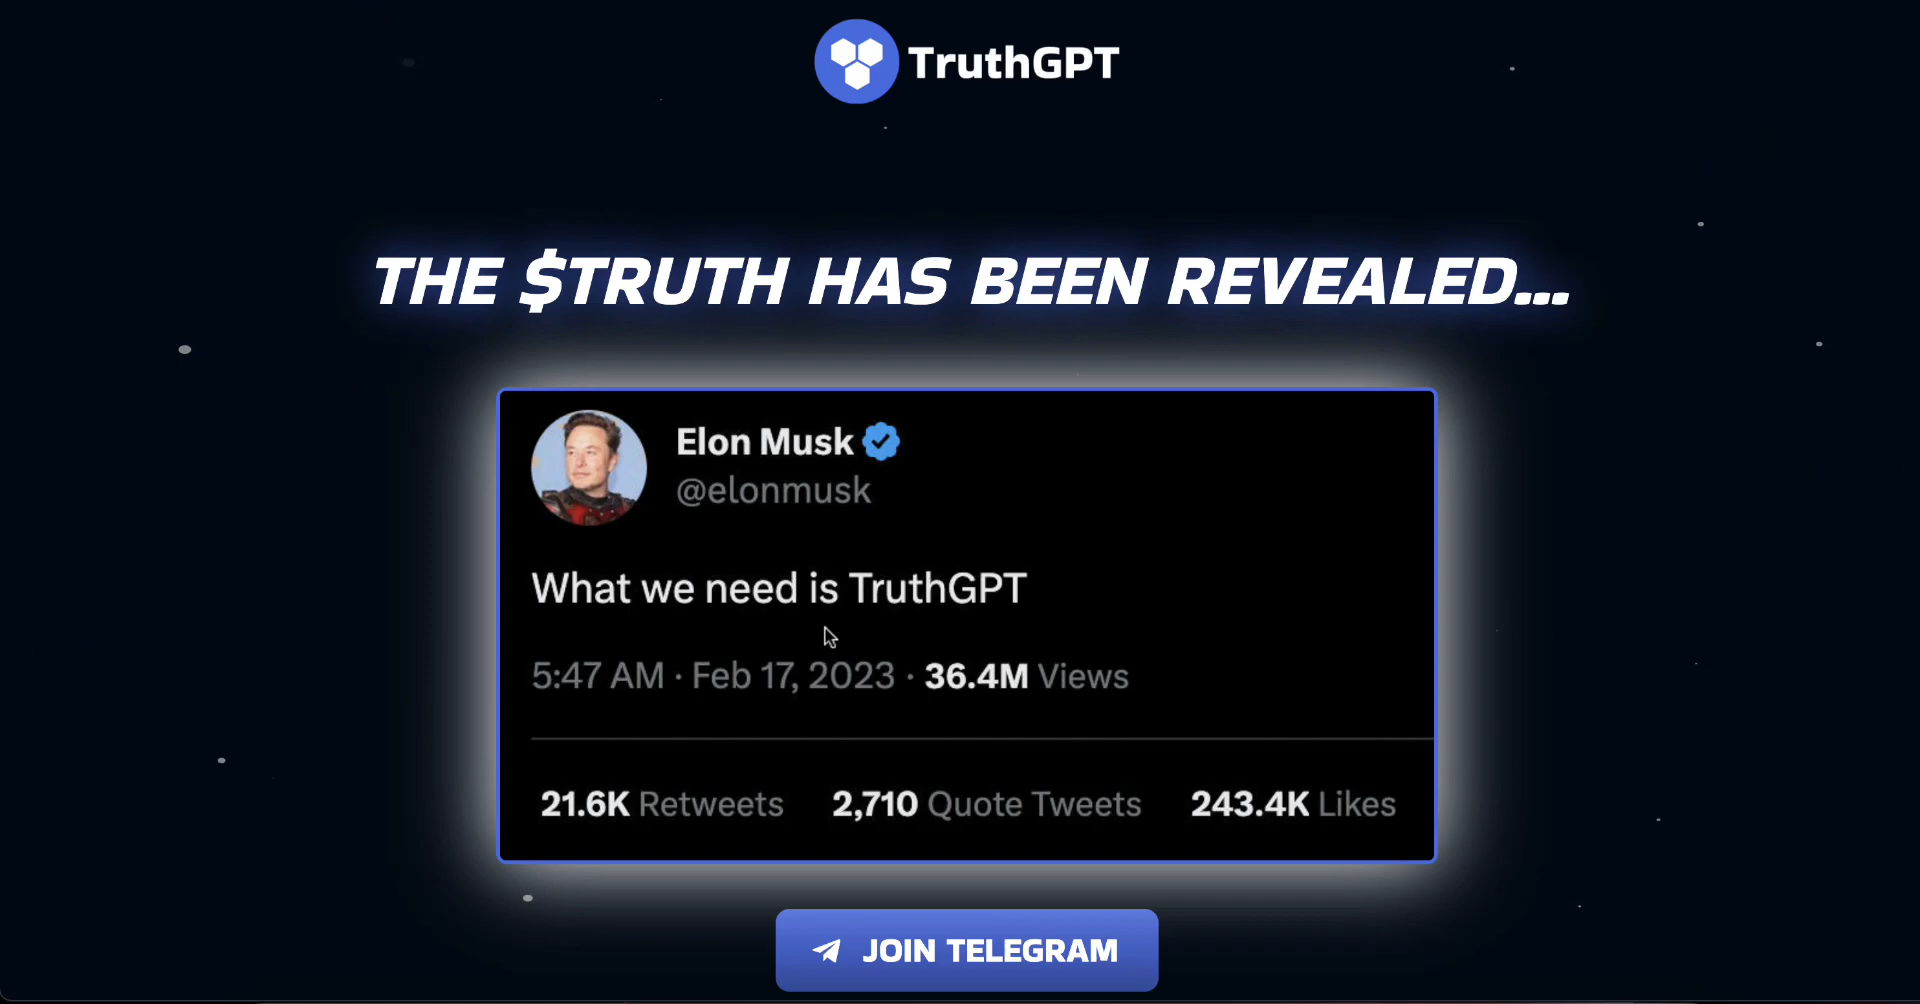 TruthGPT
THE $TRUTH HAS BEEN REVEALED...
Elon Musk
@elonmusk
What we need is TruthGPT
5:47 AM · Feb 17, 2023 · 36.4M Views
21.6K Retweets 2,710 Quote Tweets 243.4K Likes
JOIN TELEGRAM